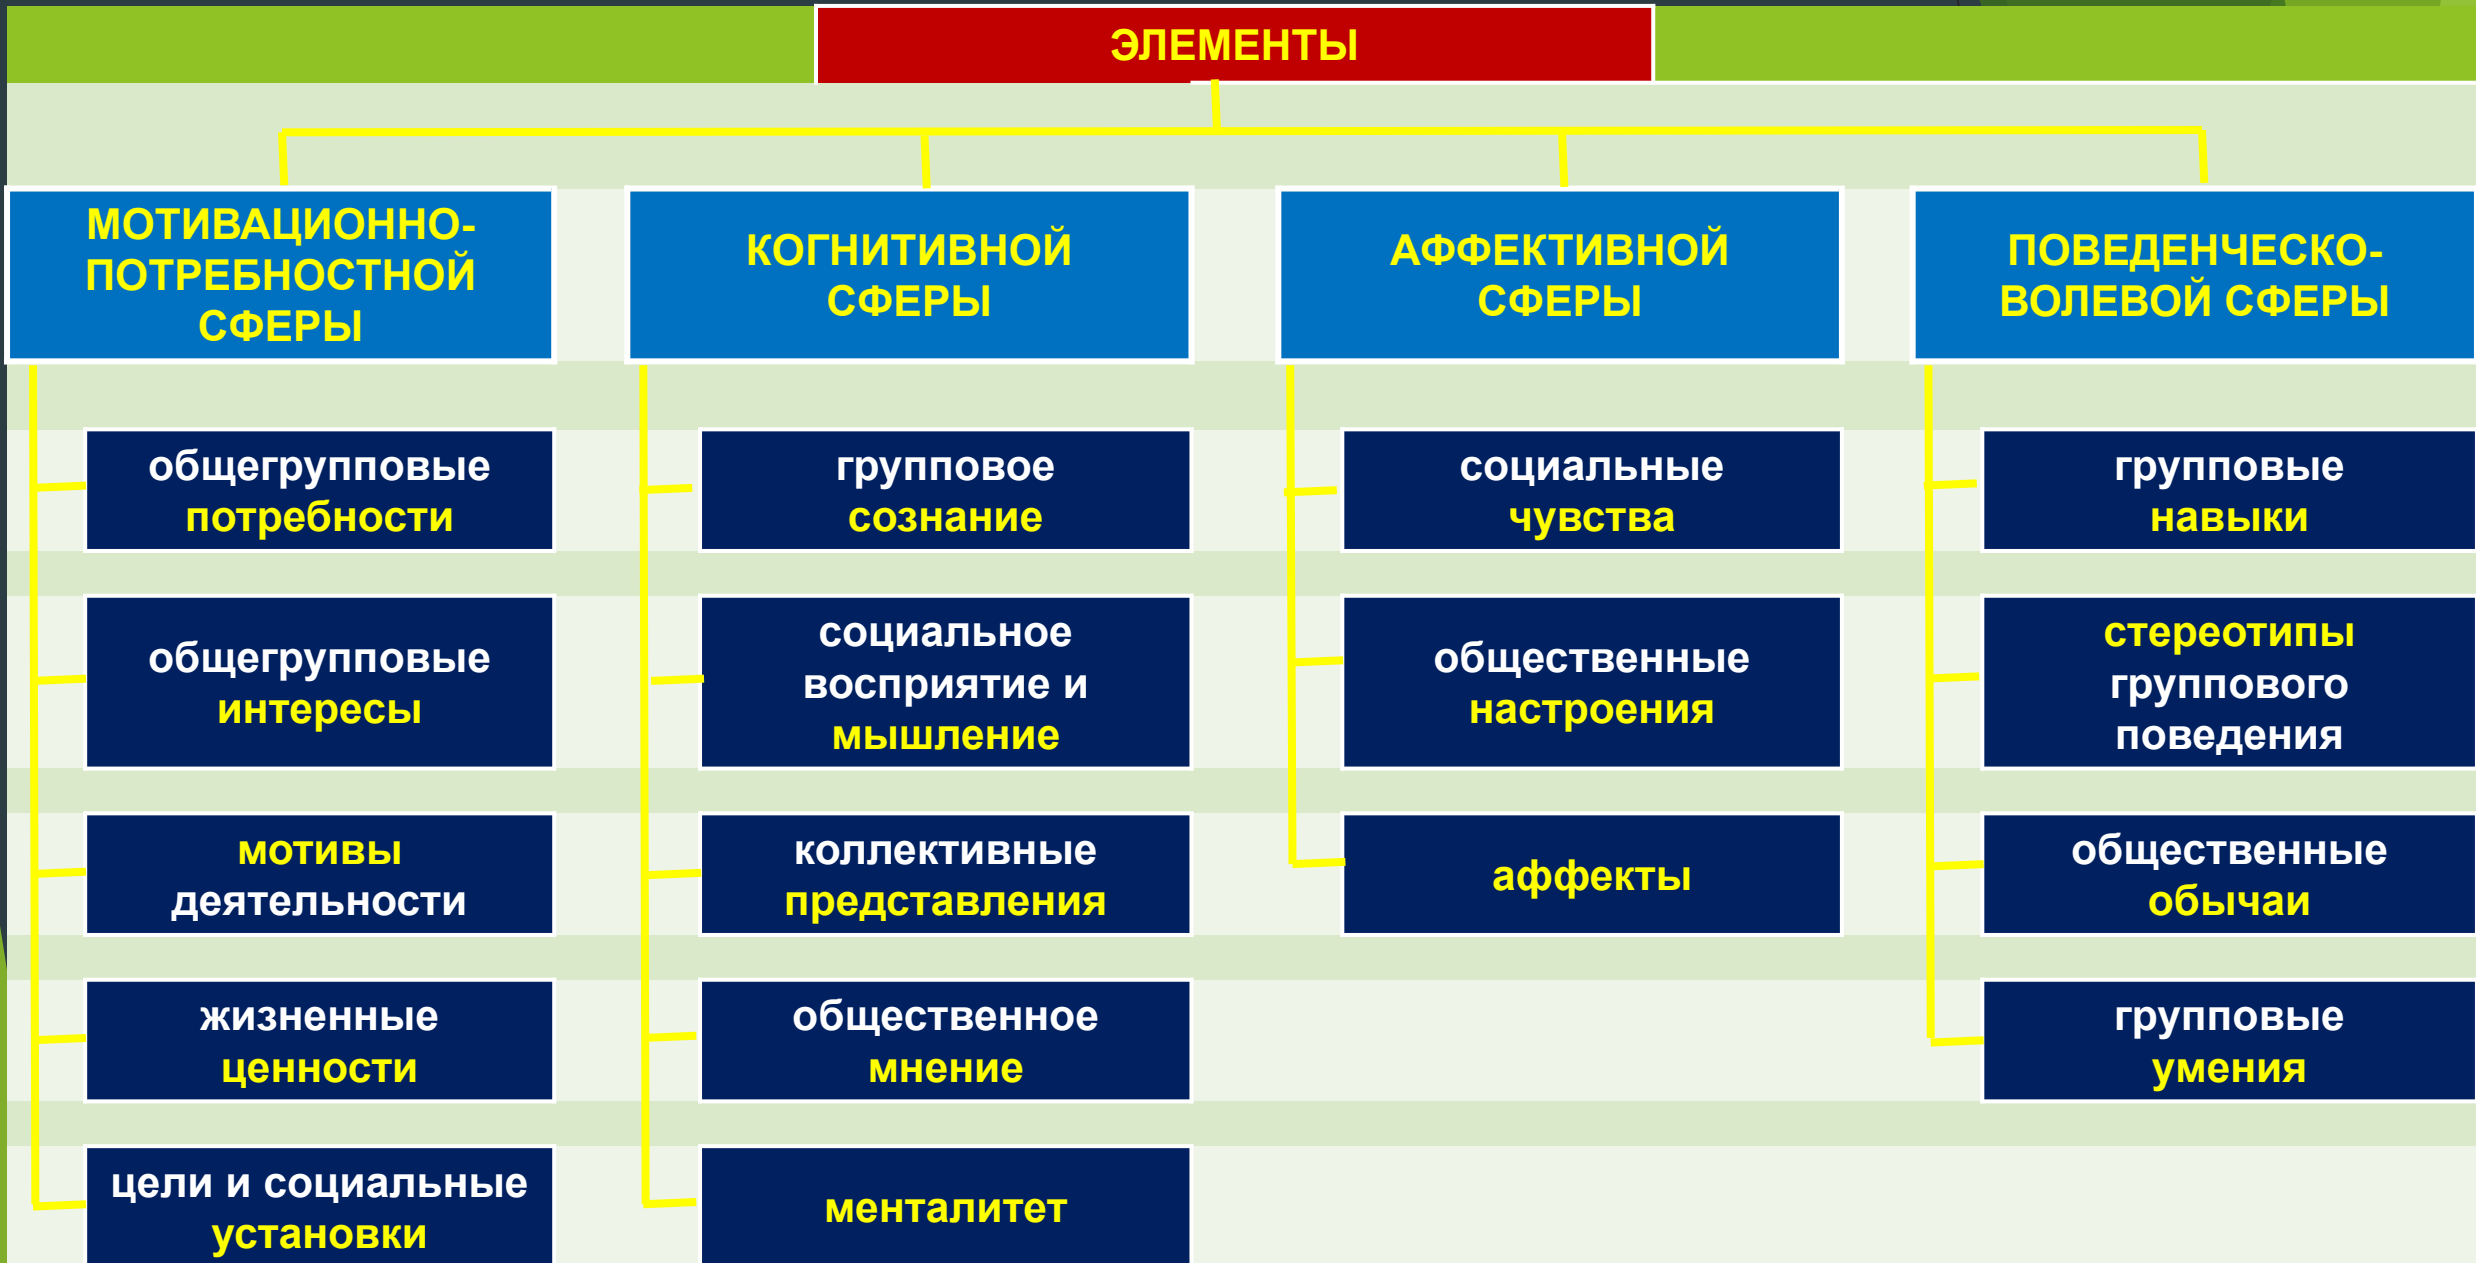 ЭЛЕМЕНТЫ
МОТИВАЦИОННО-
ПОТРЕБНОСТНОЙ
СФЕРЫ
КОГНИТИВНОЙ
СФЕРЫ
АФФЕКТИВНОЙ
СФЕРЫ
ПОВЕДЕНЧЕСКО-
ВОЛЕВОЙ СФЕРЫ
общегрупповые
потребности
групповое
сознание
социальные
чувства
групповые
навыки
общегрупповые
интересы
социальное
восприятие и
мышление
общественные
настроения
стереотипы
группового
поведения
мотивы
деятельности
коллективные
представления
аффекты
общественные
обычаи
жизненные
ценности
общественное
мнение
групповые
умения
цели и социальные
установки
менталитет